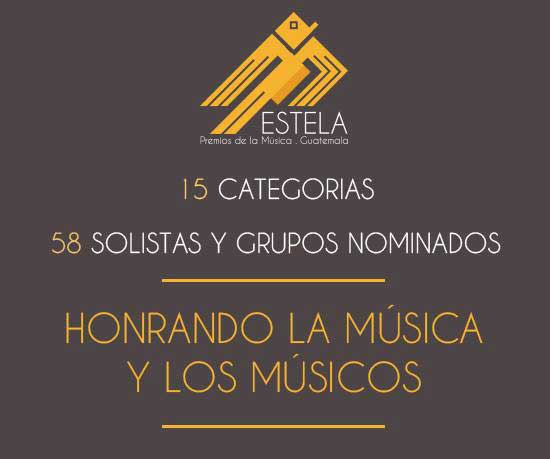 ESTELA
Premios de la Música . Guatemala
15 CATEGORIAS
58 SOLISTAS Y GRUPOS NOMINADOS
HONRANDO LA MÚSICA
Y LOS MÚSICOS